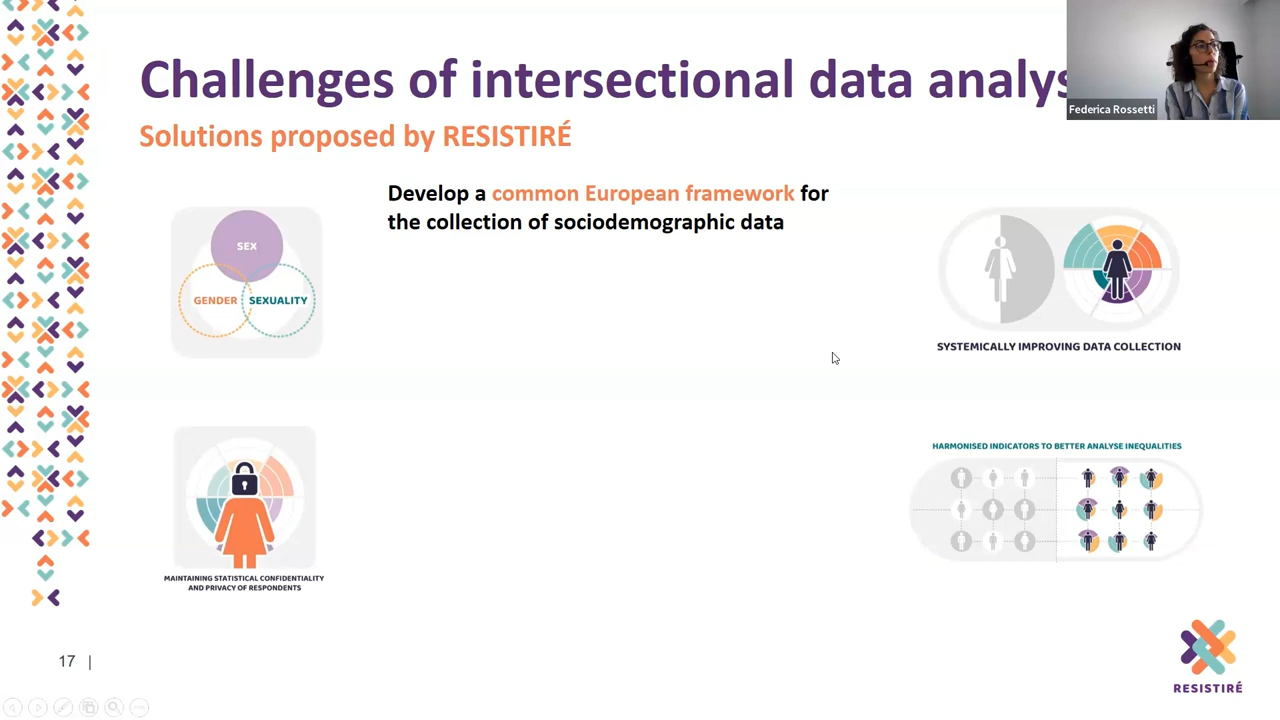 Challenges of intersectional data analys
Solutions proposed by RESISTIRÉ
Federica Rossetti
Develop a common European framework for
the collection of sociodemographic data
SEX
GENDER
SEXUALITY
SYSTEMICALLY IMPROVING DATA COLLECTION
HARMONISED INDICATORS TO BETTER ANALYSE INEQUALITIES
MAINTAINING STATISTICAL CONFIDENTIALITY
AND PRIVACY OF RESPONDENTS
17 |
RESISTIRÉ